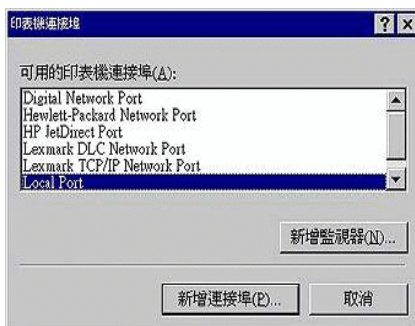 印表機連接埠
可用的印表機連接埠(A):
Digital Network Port
Hewlett-Packard Network Port
HP JetDirect Port
Lexmark DLC Network Port
Lexmark TCP/IP Network Port
Local Port
新增監視器(N)...
新增連接埠(P)...
取消